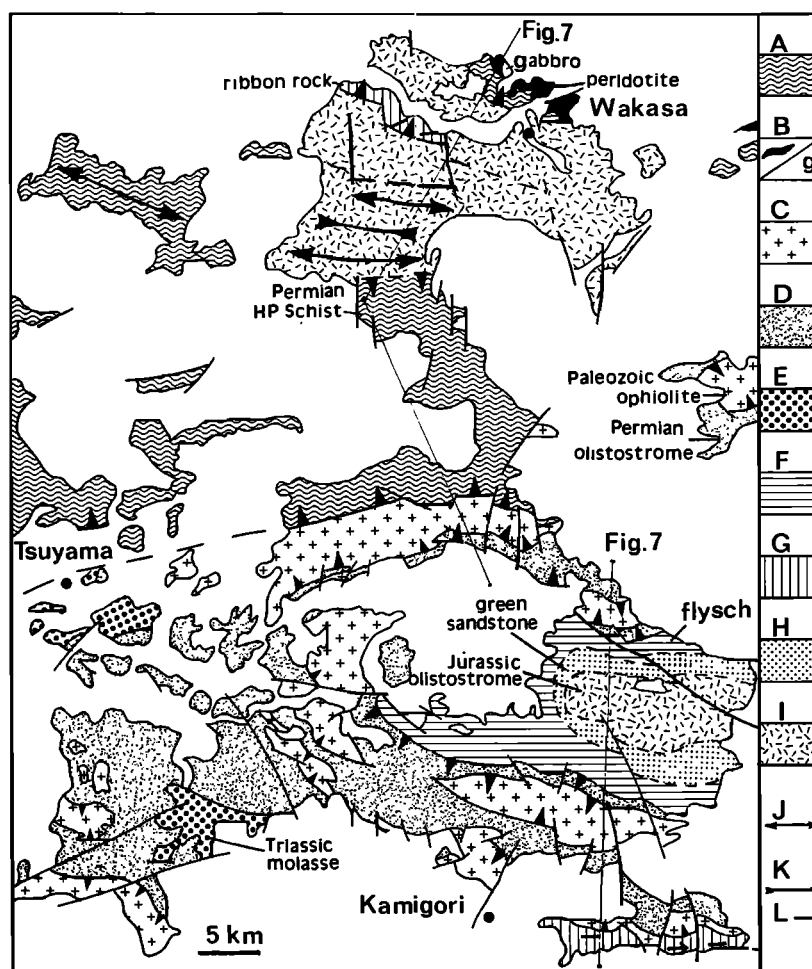 Fig.7
gabbro
ribbon rock
peridotite
Wakasa
Permian
HP Schist
Paleozoic
ophiolite
Permian
olistostrome
Tsuyama
Fig.7
green
sandstone
flysch
Jurassic
olistostrome
Triassic
molasse
Kamigori
5 km
A
B
g
C
D
E
F
G
H
I
J
K
L